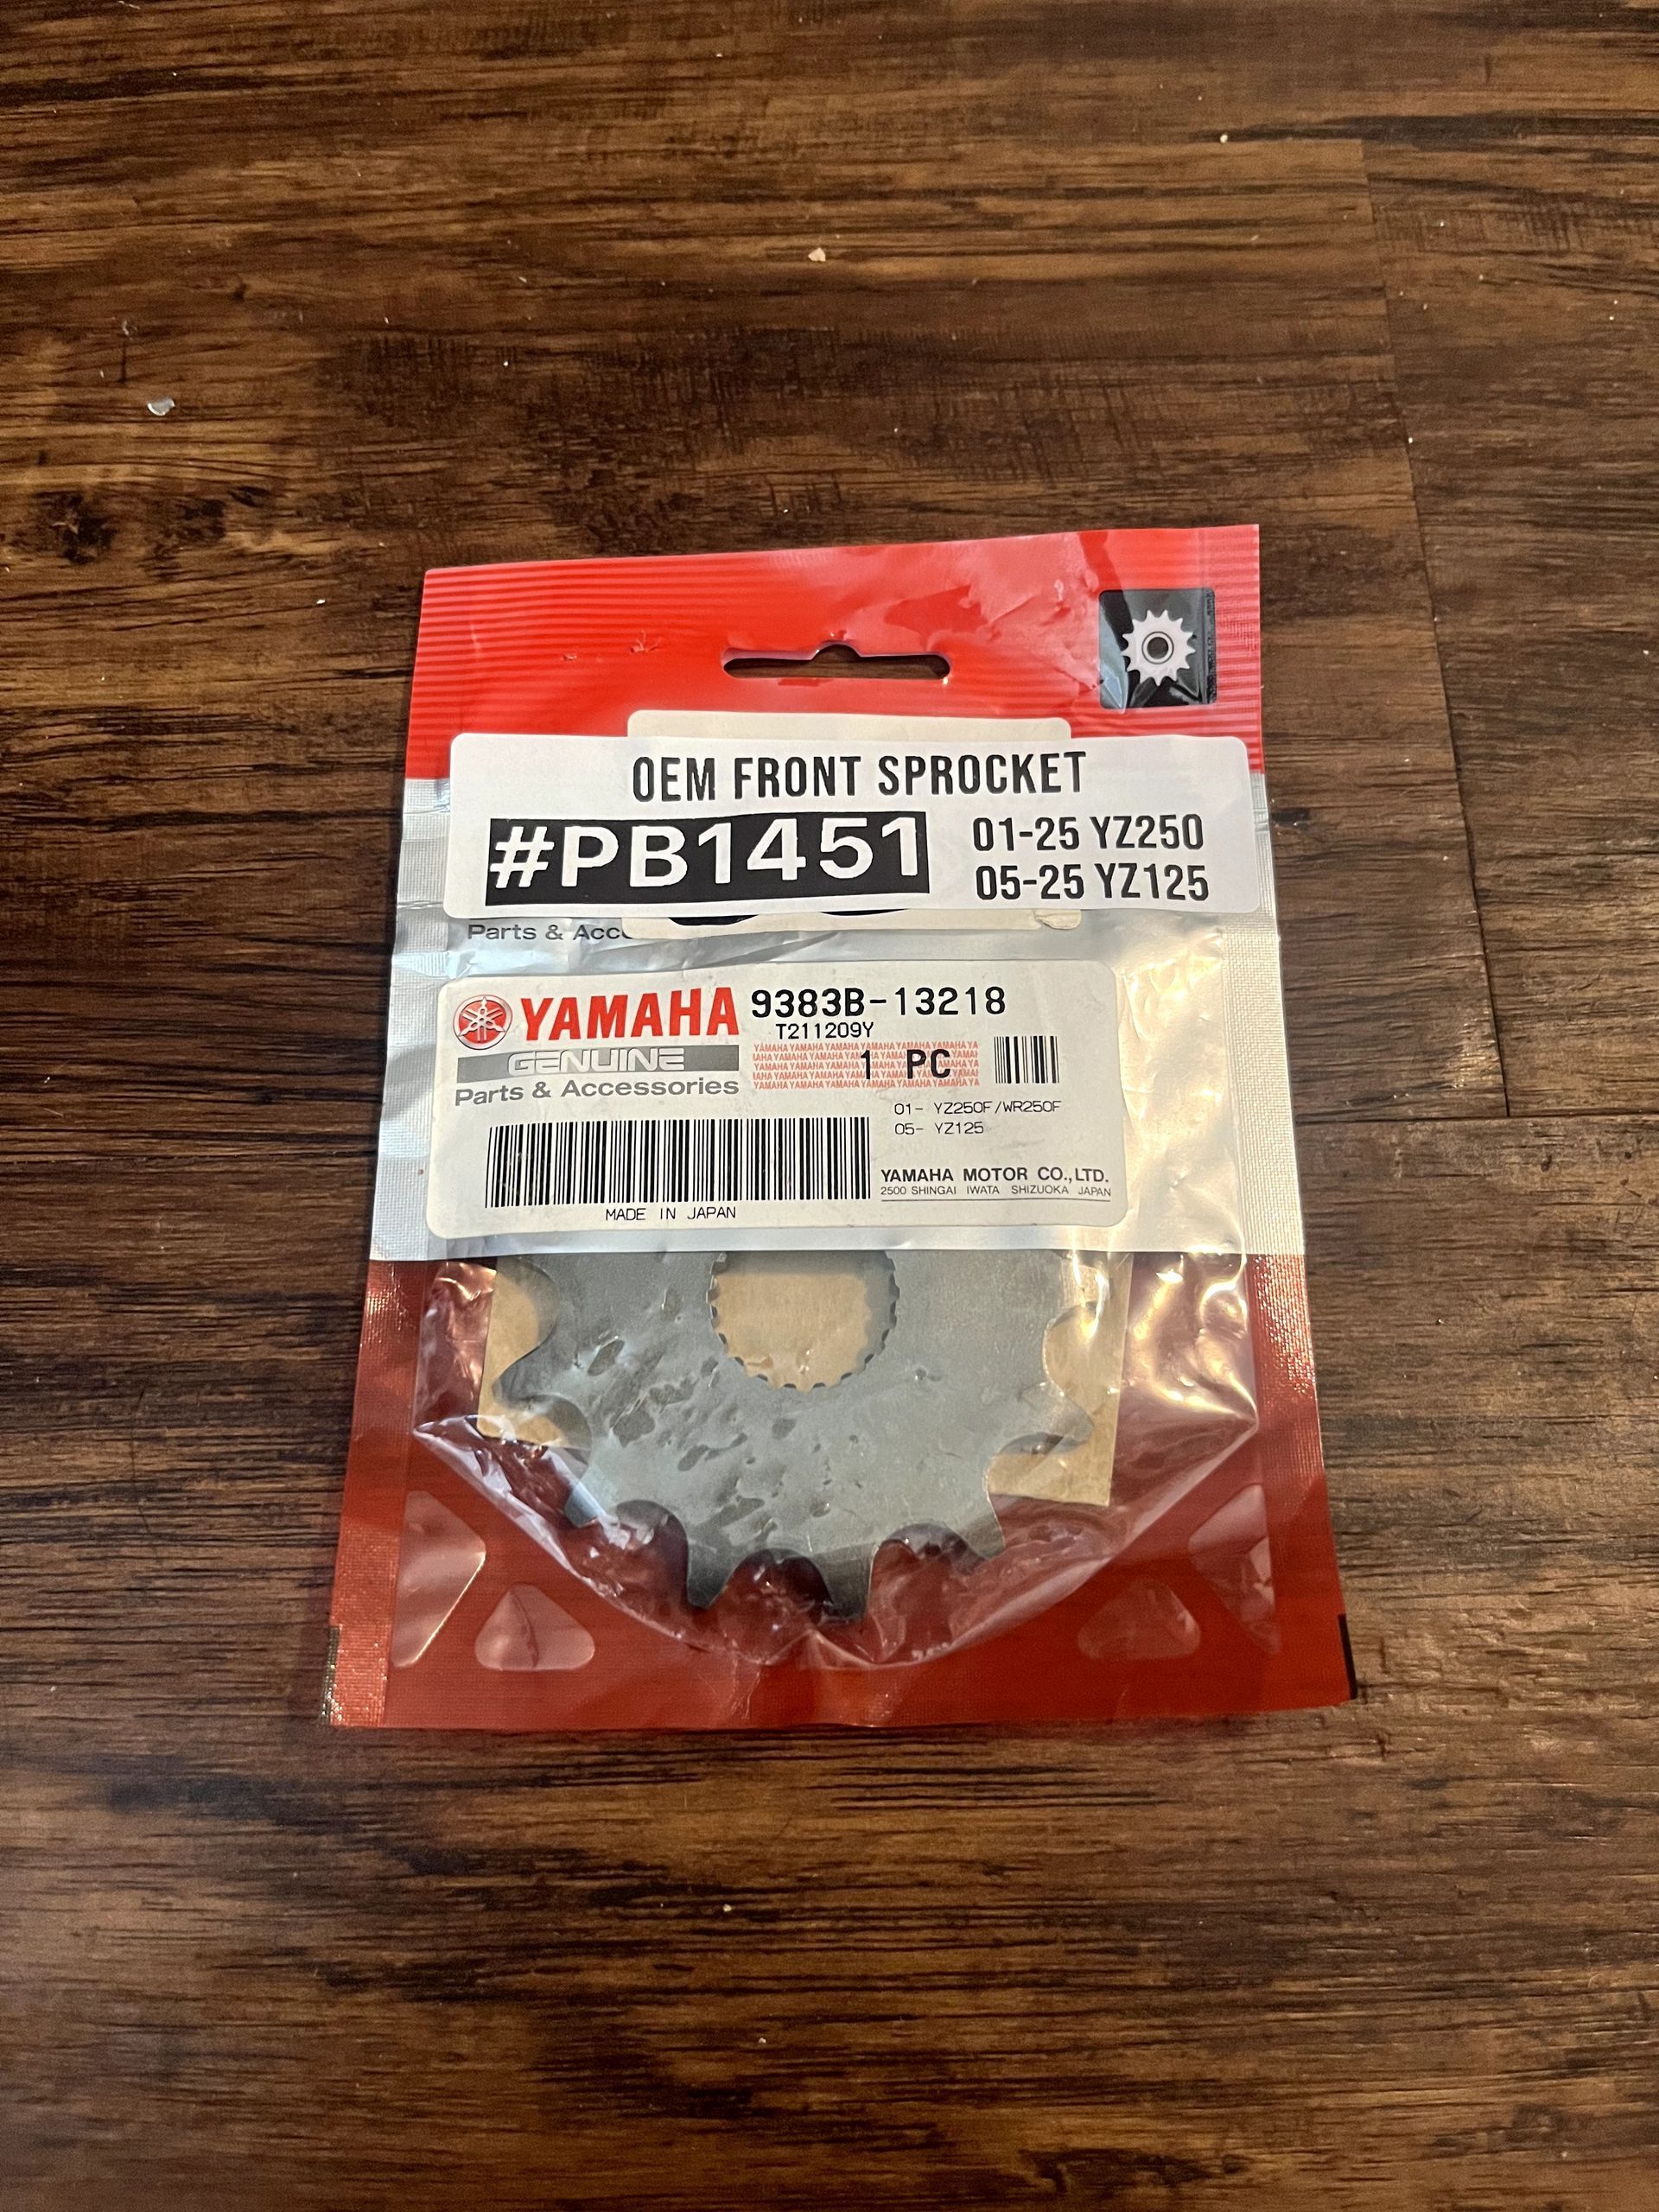 OEM FRONT SPROCKET
#PB1451
01-25 YZ250
05-25 YZ125
Parts & Acc
YAMAHA 9383B-13218
T211209Y
GENUINE
1 PC
Parts & Accessories
01- YZ250F/WR250F
05- YZ125
YAMAHA MOTOR CO.,LTD.
2500 SHINGAI IWATA SHIZUOKA JAPAN
MADE IN JAPAN